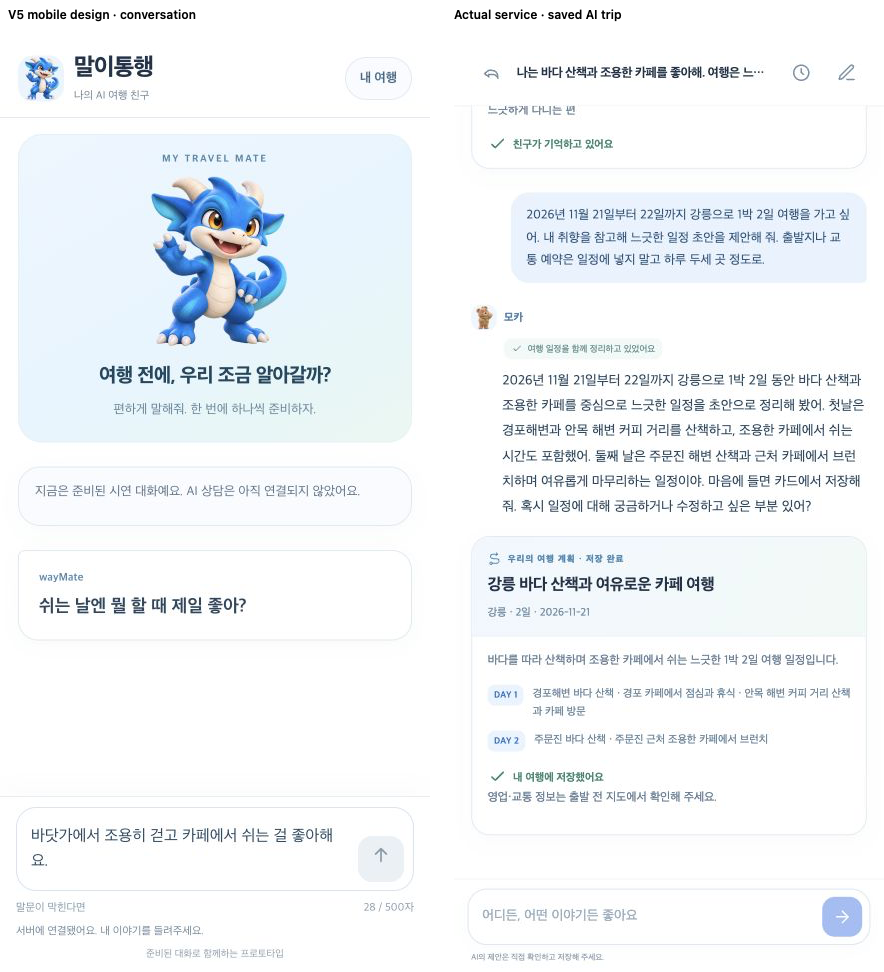 V5 mobile design · conversation
말이통행
나의 AI 여행 친구
내 여행
MY TRAVEL MATE
여행 전에, 우리 조금 알아갈까?
편하게 말해줘. 한 번에 하나씩 준비하자.
지금은 준비된 시연 대화예요. AI 상담은 아직 연결되지 않았어요.
wayMate
쉬는 날엔 뭘 할 때 제일 좋아?
바닷가에서 조용히 걷고 카페에서 쉬는 걸 좋아해
요.
말문이 막힌다면
28 / 500자
서버에 연결됐어요. 내 이야기를 들려주세요.
준비된 대화로 함께하는 프로토타입
Actual service · saved AI trip
나는 바다 산책과 조용한 카페를 좋아해. 여행은 느…
느긋하게 다니는 편
친구가 기억하고 있어요
2026년 11월 21일부터 22일까지 강릉으로 1박 2일 여행을 가고 싶
어. 내 취향을 참고해 느긋한 일정 초안을 제안해 줘. 출발지나 교
통 예약은 일정에 넣지 말고 하루 두세 곳 정도로.
모카
여행 일정을 함께 정리하고 있었어요
2026년 11월 21일부터 22일까지 강릉으로 1박 2일 동안 바다 산책과
조용한 카페를 중심으로 느긋한 일정을 초안으로 정리해 봤어. 첫날은
경포해변과 안목 해변 커피 거리를 산책하고, 조용한 카페에서 쉬는
시간도 포함했어. 둘째 날은 주문진 해변 산책과 근처 카페에서 브런
치하며 여유롭게 마무리하는 일정이야. 마음에 들면 카드에서 저장해
줘. 혹시 일정에 대해 궁금하거나 수정하고 싶은 부분 있어?
우리의 여행 계획 · 저장 완료
강릉 바다 산책과 여유로운 카페 여행
강릉 · 2일 · 2026-11-21
바다를 따라 산책하며 조용한 카페에서 쉬는 느긋한 1박 2일 여행 일정입니다.
DAY 1 경포해변 바다 산책 · 경포 카페에서 점심과 휴식 · 안목 해변 커피 거리 산책
과 카페 방문
DAY 2 주문진 바다 산책 · 주문진 근처 조용한 카페에서 브런치
내 여행에 저장했어요
영업·교통 정보는 출발 전 지도에서 확인해 주세요.
어디든, 어떤 이야기든 좋아요
AI의 제안은 직접 확인하고 저장해 주세요.